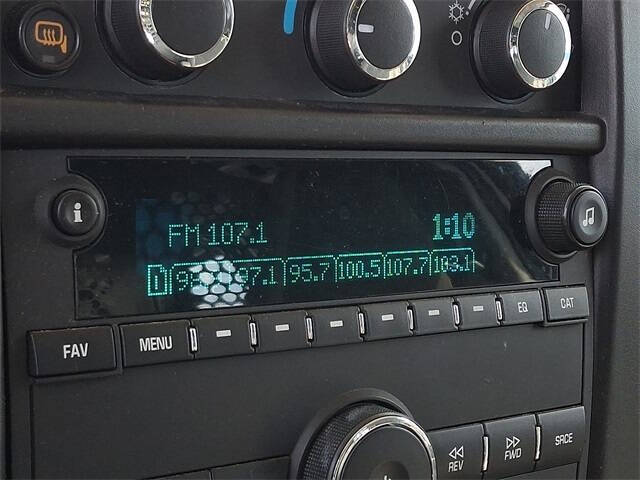 FM 107.1
1:10
97.1 95.7 100.5 107.7 103.1
FAV
MENU
EQ
CAT
REV
FWD
SRCE